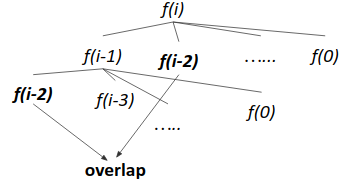 f(i)
f(i-1) f(i-2) ...... f(0)
f(i-2) f(i-3) ..... f(0)
overlap